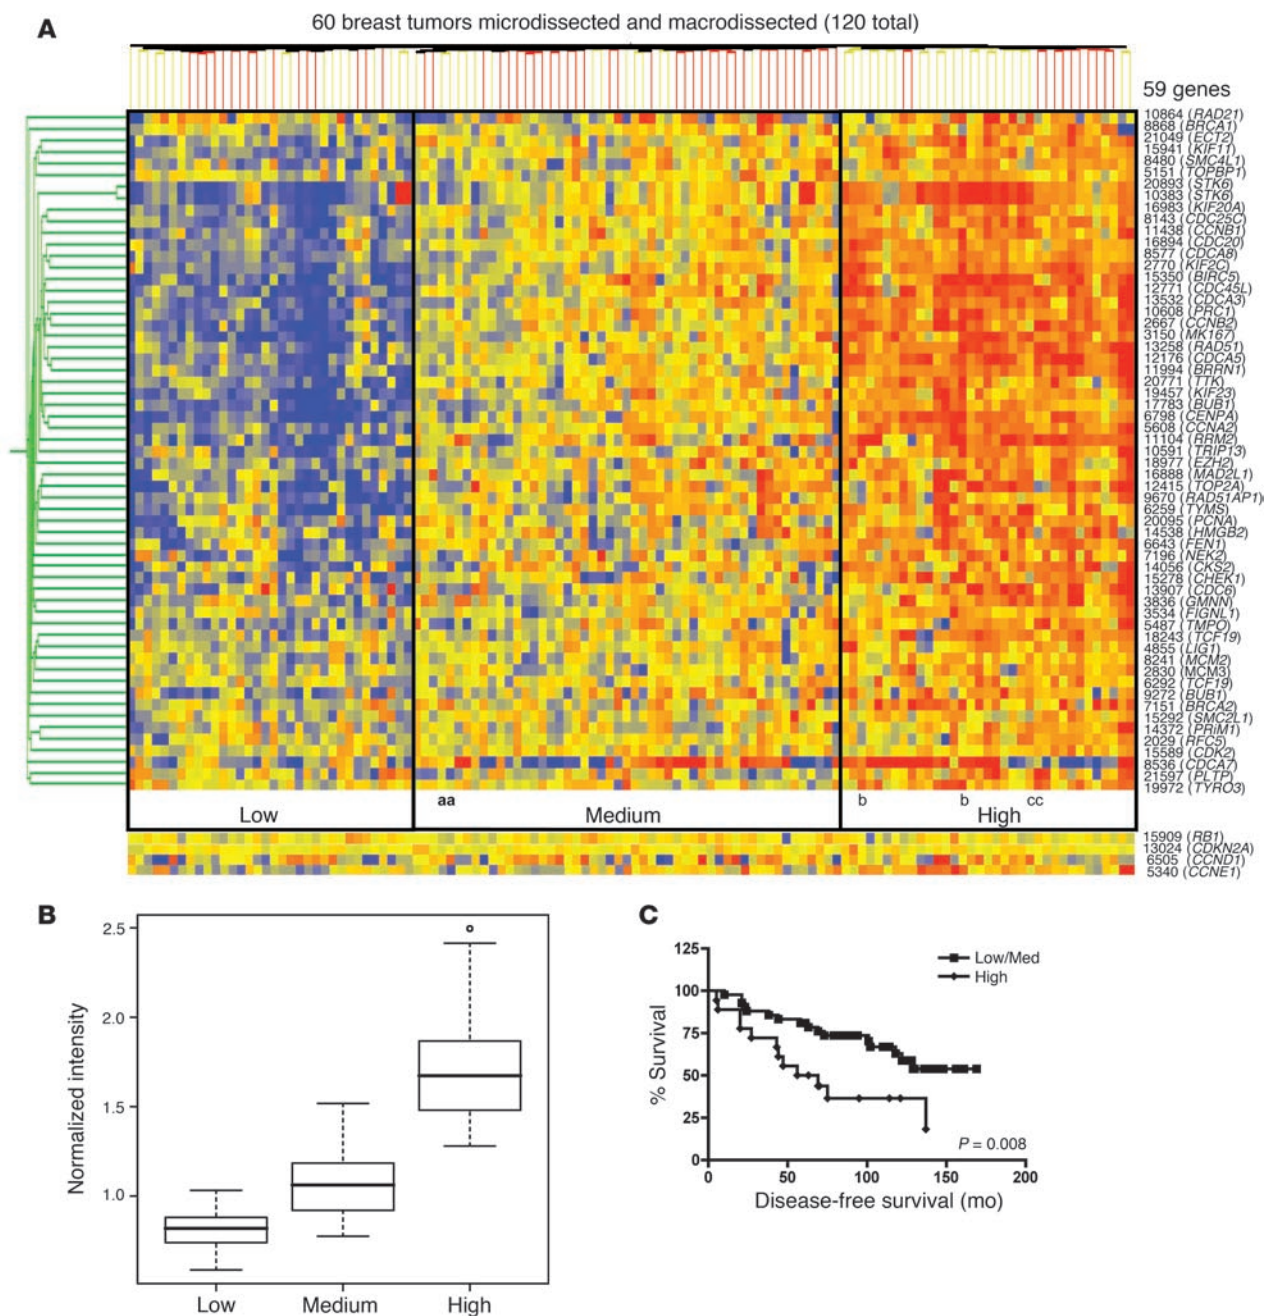 A
60 breast tumors microdissected and macrodissected (120 total)
59 genes
10864 (RAD21)
8868 (BRCA1)
21049 (ECT2)
15941 (KIF11)
8480 (SMC4L1)
5151 (TOPBP1)
20893 (STK6)
10383 (STK6)
16983 (KIF20A)
8143 (CDC25C)
11438 (CCNB1)
16894 (CDC20)
8577 (CDCA8)
2770 (KIF2C)
15350 (BIRC5)
12771 (CDC45L)
13532 (CDCA3)
10608 (PRC1)
2667 (CCNB2)
3150 (MK167)
13258 (RAD51)
12176 (CDCA5)
11994 (BRRN1)
20771 (TTK)
19457 (KIF23)
17783 (BUB1)
6798 (CENPA)
5608 (CCNA2)
11104 (RRM2)
10591 (TRIP13)
18977 (EZH2)
16888 (MAD2L1)
12415 (TOP2A)
9670 (RAD51AP1)
6259 (TYMS)
20095 (PCNA)
14538 (HMGB2)
6643 (FEN1)
7196 (NEK2)
14056 (CKS2)
15278 (CHEK1)
13907 (CDC6)
3836 (GMNN)
3534 (FIGNL1)
5487 (TMPO)
18243 (TCF19)
4855 (LIG1)
8241 (MCM2)
2830 (MCM3)
6292 (TCF19)
9272 (BUB1)
7151 (BRCA2)
15292 (SMC2L1)
14372 (PRiM1)
2029 (RFC5)
15589 (CDK2)
8536 (CDCA7)
21597 (PLTP)
19972 (TYRO3)
aa b b cc
Low Medium High
15909 (RB1)
13024 (CDKN2A)
6505 (CCND1)
5340 (CCNE1)
B
Normalized intensity
2.5
2.0
1.5
1.0
Low Medium High
C
% Survival
125
100
75
50
25
0
Low/Med
High
P = 0.008
0 50 100 150 200
Disease-free survival (mo)